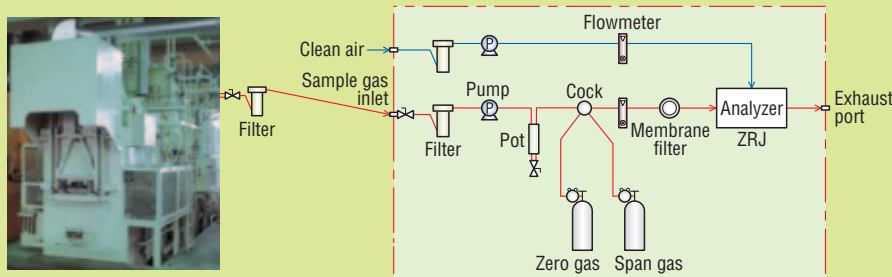 Flowmeter
Clean air
P
Sample gas
inlet
Pump
Cock
P
Analyzer
Exhaust
port
Filter
Filter
Pot
Membrane
filter
ZRJ
Zero gas
Span gas